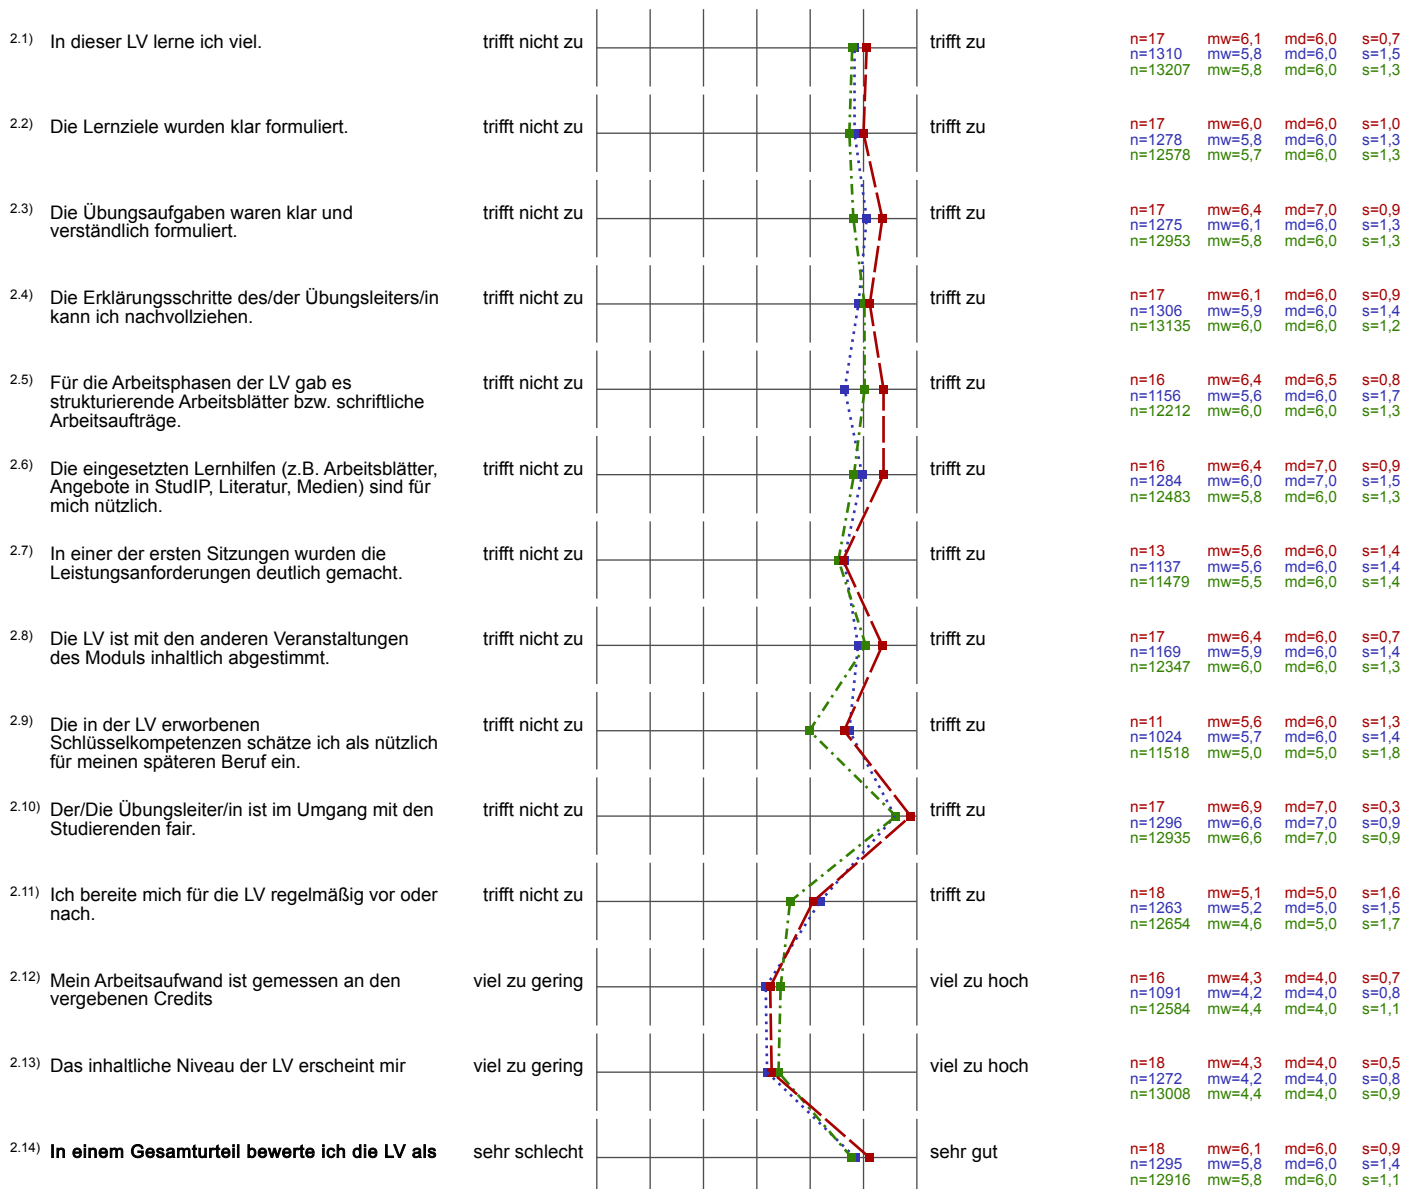 2.1) In dieser LV lerne ich viel. trifft nicht zu trifft zu n=17 mw=6,1 md=6,0 s=0,7
n=1310 mw=5,8 md=6,0 s=1,5
n=13207 mw=5,8 md=6,0 s=1,3
2.2) Die Lernziele wurden klar formuliert. trifft nicht zu trifft zu n=17 mw=6,0 md=6,0 s=1,0
n=1278 mw=5,8 md=6,0 s=1,3
n=12578 mw=5,7 md=6,0 s=1,3
2.3) Die Übungsaufgaben waren klar und trifft nicht zu trifft zu n=17 mw=6,4 md=7,0 s=0,9
verständlich formuliert. n=1275 mw=6,1 md=6,0 s=1,3
n=12953 mw=5,8 md=6,0 s=1,3
2.4) Die Erklärungsschritte des/der Übungsleiters/in trifft nicht zu trifft zu n=17 mw=6,1 md=6,0 s=0,9
kann ich nachvollziehen. n=1306 mw=5,9 md=6,0 s=1,4
n=13135 mw=6,0 md=6,0 s=1,2
2.5) Für die Arbeitsphasen der LV gab es trifft nicht zu trifft zu n=16 mw=6,4 md=6,5 s=0,8
strukturierende Arbeitsblätter bzw. schriftliche n=1156 mw=5,6 md=6,0 s=1,7
Arbeitsaufträge. n=12212 mw=6,0 md=6,0 s=1,3
2.6) Die eingesetzten Lernhilfen (z.B. Arbeitsblätter, trifft nicht zu trifft zu n=16 mw=6,4 md=7,0 s=0,9
Angebote in StudIP, Literatur, Medien) sind für n=1284 mw=6,0 md=7,0 s=1,5
mich nützlich. n=12483 mw=5,8 md=6,0 s=1,3
2.7) In einer der ersten Sitzungen wurden die trifft nicht zu trifft zu n=13 mw=5,6 md=6,0 s=1,4
Leistungsanforderungen deutlich gemacht. n=1137 mw=5,6 md=6,0 s=1,4
n=11479 mw=5,5 md=6,0 s=1,4
2.8) Die LV ist mit den anderen Veranstaltungen trifft nicht zu trifft zu n=17 mw=6,4 md=6,0 s=0,7
des Moduls inhaltlich abgestimmt. n=1169 mw=5,9 md=6,0 s=1,4
n=12347 mw=6,0 md=6,0 s=1,3
2.9) Die in der LV erworbenen trifft nicht zu trifft zu n=11 mw=5,6 md=6,0 s=1,3
Schlüsselkompetenzen schätze ich als nützlich n=1024 mw=5,7 md=6,0 s=1,4
für meinen späteren Beruf ein. n=11518 mw=5,0 md=5,0 s=1,8
2.10) Der/Die Übungsleiter/in ist im Umgang mit den trifft nicht zu trifft zu n=17 mw=6,9 md=7,0 s=0,3
Studierenden fair. n=1296 mw=6,6 md=7,0 s=0,9
n=12935 mw=6,6 md=7,0 s=0,9
2.11) Ich bereite mich für die LV regelmäßig vor oder trifft nicht zu trifft zu n=18 mw=5,1 md=5,0 s=1,6
nach. n=1263 mw=5,2 md=5,0 s=1,5
n=12654 mw=4,6 md=5,0 s=1,7
2.12) Mein Arbeitsaufwand ist gemessen an den viel zu gering viel zu hoch n=16 mw=4,3 md=4,0 s=0,7
vergebenen Credits n=1091 mw=4,2 md=4,0 s=0,8
n=12584 mw=4,4 md=4,0 s=1,1
2.13) Das inhaltliche Niveau der LV erscheint mir viel zu gering viel zu hoch n=18 mw=4,3 md=4,0 s=0,5
n=1272 mw=4,2 md=4,0 s=0,8
n=13008 mw=4,4 md=4,0 s=0,9
2.14) In einem Gesamturteil bewerte ich die LV als sehr schlecht sehr gut n=18 mw=6,1 md=6,0 s=0,9
n=1295 mw=5,8 md=6,0 s=1,4
n=12916 mw=5,8 md=6,0 s=1,1